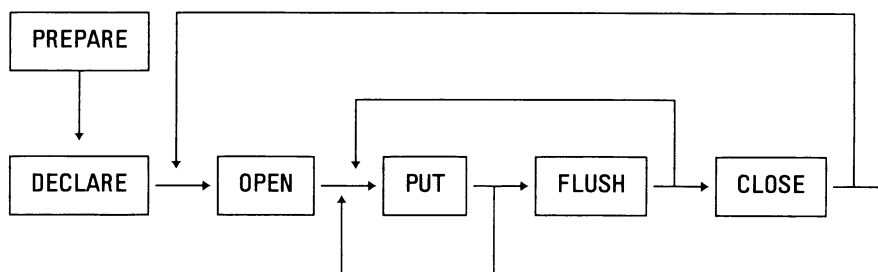 PREPARE
DECLARE
OPEN
PUT
FLUSH
CLOSE